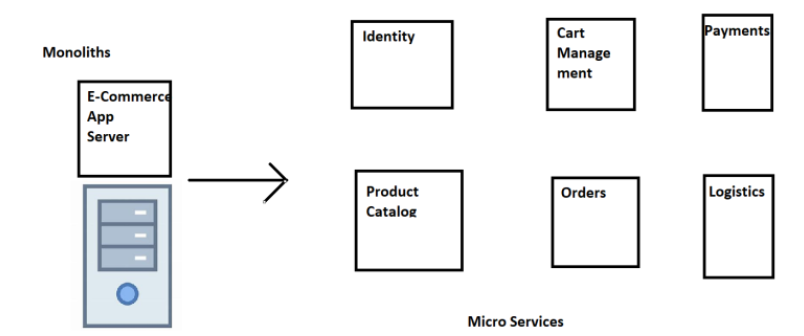 Monoliths
E-Commerce
App
Server
Identity
Cart
Manage
ment
Payments
Product
Catalog
Orders
Logistics
Micro Services